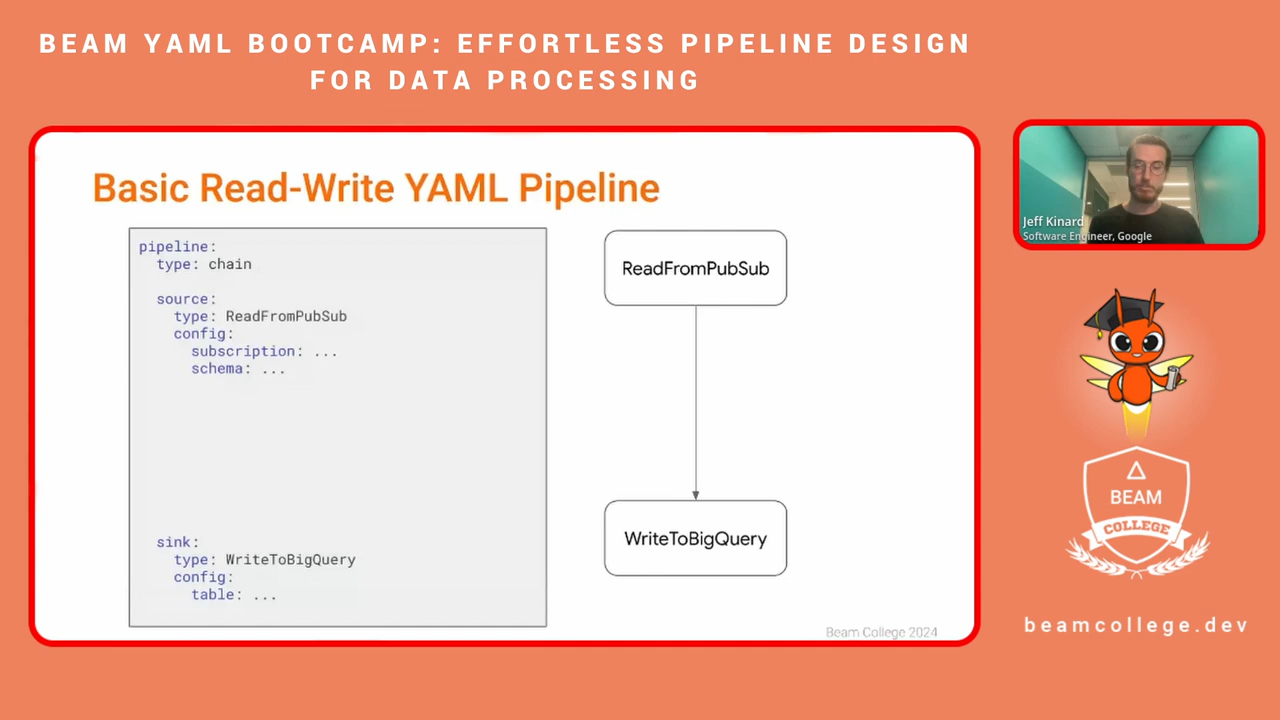 BEAM YAML BOOTCAMP: EFFORTLESS PIPELINE DESIGN
FOR DATA PROCESSING
Basic Read-Write YAML Pipeline
pipeline:
  type: chain
  source:
    type: ReadFromPubSub
    config:
      subscription: ...
      schema: ...
  sink:
    type: WriteToBigQuery
    config:
      table: ...
ReadFromPubSub
WriteToBigQuery
Beam College 2024
Jeff Kinard
Software Engineer, Google
BEAM
COLLEGE
beamcollege.dev